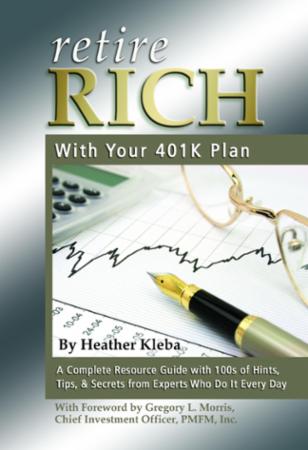 retire
RICH
With Your 401K Plan
By Heather Kleba
A Complete Resource Guide with 100s of Hints,
Tips, & Secrets from Experts Who Do It Every Day
With Foreword by Gregory L. Morris,
Chief Investment Officer, PMFM, Inc.